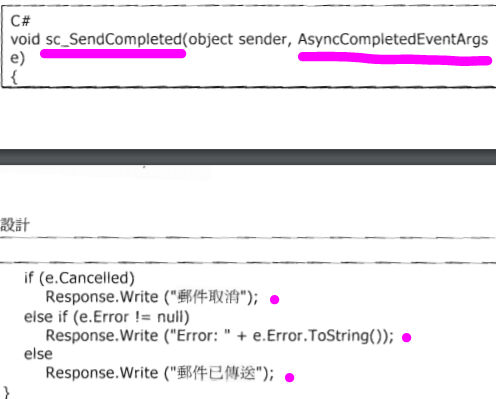 C#
void sc_SendCompleted(object sender, AsyncCompletedEventArgs
e)
{
設計
if (e.Cancelled)
Response.Write ("郵件取消");
else if (e.Error != null)
Response.Write ("Error: " + e.Error.ToString());
else
Response.Write ("郵件已傳送");
}